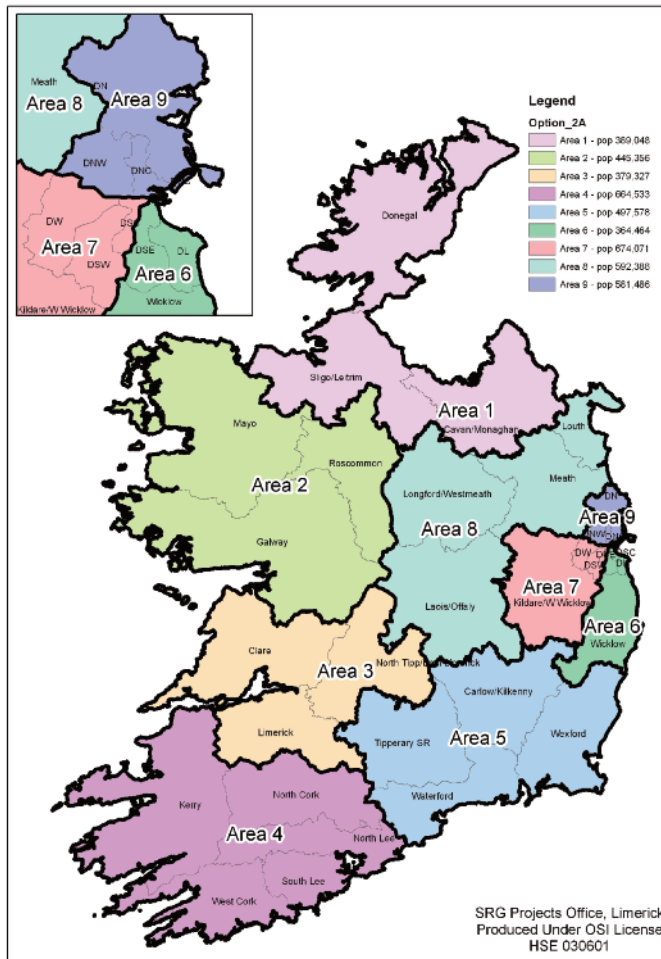 Meath
DN
Area 9
Area 8
DNW
DNC
DW
DS
Area 7
DSE
DL
DSW
Area 6
Wicklow
Kildare/W Wicklow
Legend
Option_2A
Area 1 - pop 389,048
Area 2 - pop 445,356
Area 3 - pop 379,327
Area 4 - pop 664,533
Area 5 - pop 497,578
Area 6 - pop 364,464
Area 7 - pop 674,071
Area 8 - pop 592,388
Area 9 - pop 581,486
Donegal
Sligo/Leitrim
Area 1
Cavan/Monaghan
Louth
Mayo
Roscommon
Meath
Area 2
Longford/Westmeath
DN
Area 9
Galway
Area 8
DW
DSW
Area 7
Kildare/W Wicklow
Laois/Offaly
Area 6
Wicklow
Clare
North Tipp/
Area 3
Carlow/Kilkenny
Limerick
Tipperary SR
Area 5
Wexford
Waterford
Kerry
North Cork
Area 4
North Lee
South Lee
West Cork
SRG Projects Office, Limerick
Produced Under OSI License
HSE 030601